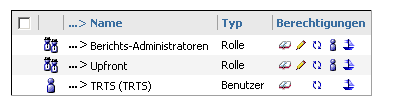 ...> Name Typ Berechtigungen
...> Berichts-Administratoren Rolle
...> Upfront Rolle
...> TRTS (TRTS) Benutzer